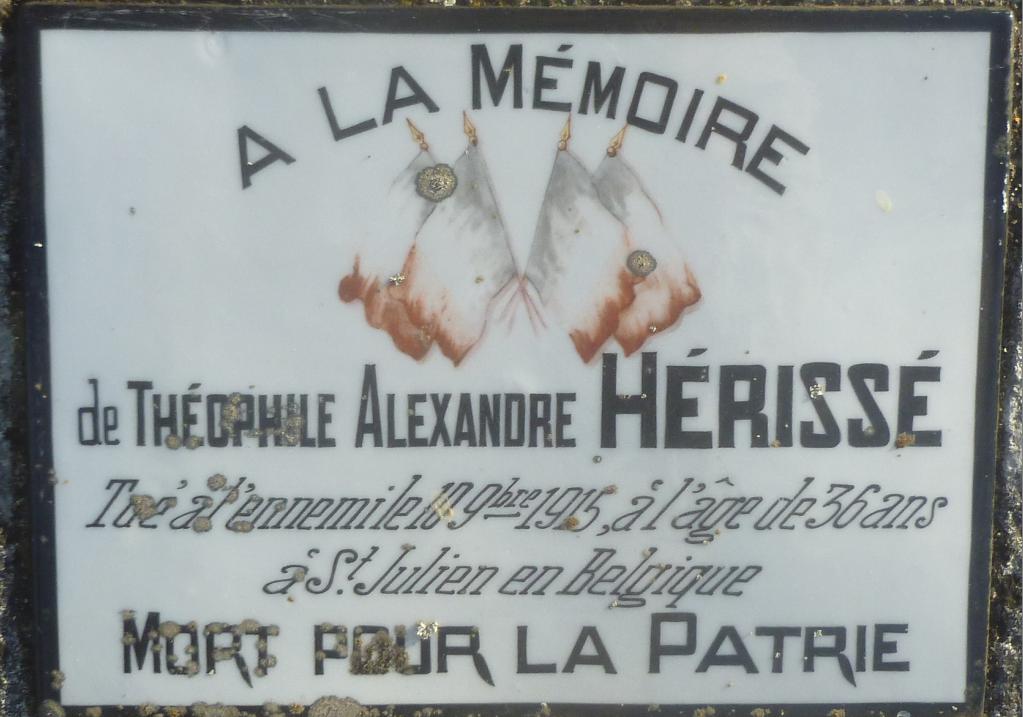 A LA MÉMOIRE
de THÉOPHILE ALEXANDRE HÉRISSÉ
Tué à l'ennemi le 10 9bre 1915, à l'âge de 36 ans
à St. Julien en Belgique
MORT POUR LA PATRIE